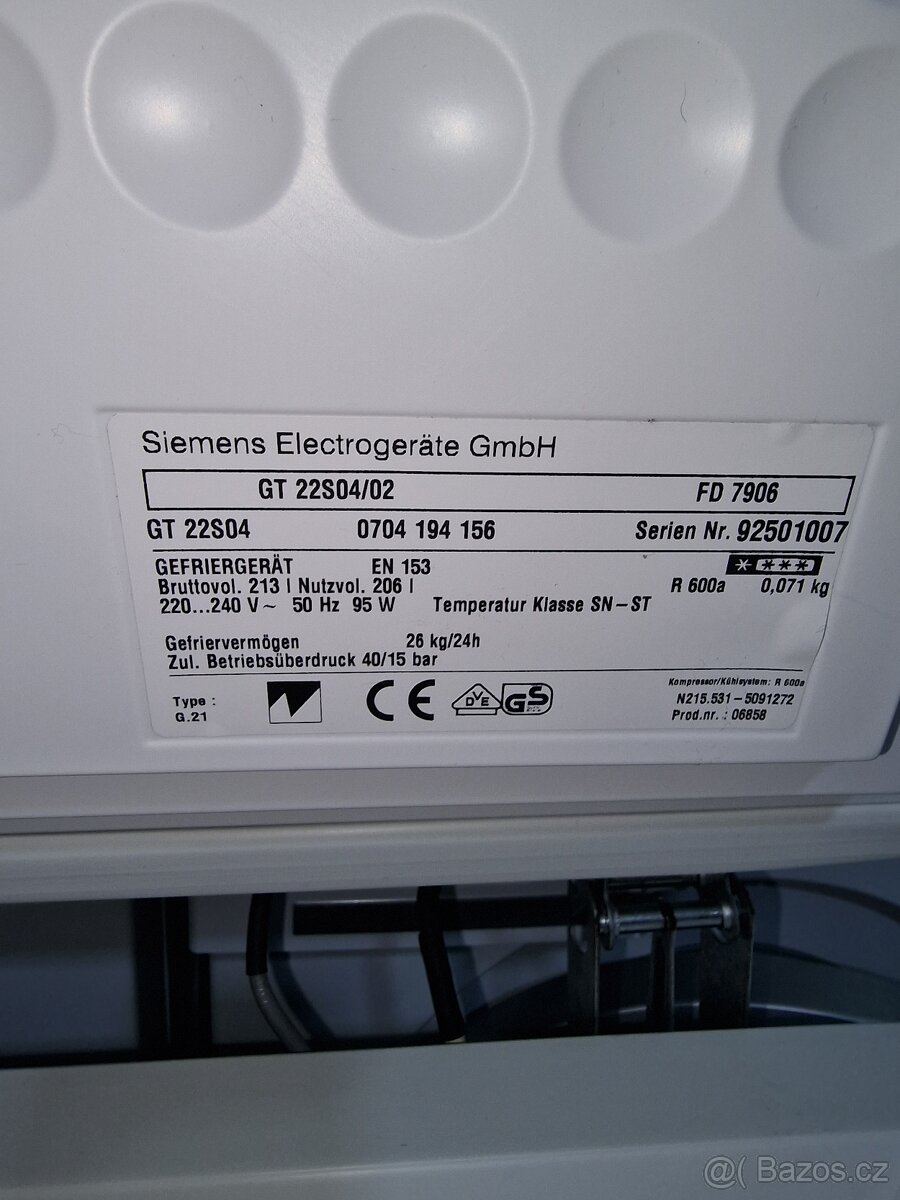 Siemens Electrogeräte GmbH
GT 22S04/02 FD 7906
GT 22S04 0704 194 156 Serien Nr. 92501007
GEFRIERGERÄT EN 153 * ***
Bruttovol. 213 l Nutzvol. 206 l R 600a 0,071 kg
220...240 V~ 50 Hz 95 W Temperatur Klasse SN-ST
Gefriervermögen 26 kg/24h
Zul. Betriebsüberdruck 40/15 bar
Kompressor/Kühlsystem: R 600a
Type : CE DVE GS N215.531-5091272
G.21 Prod.nr. : 06858
@( Bazos.cz